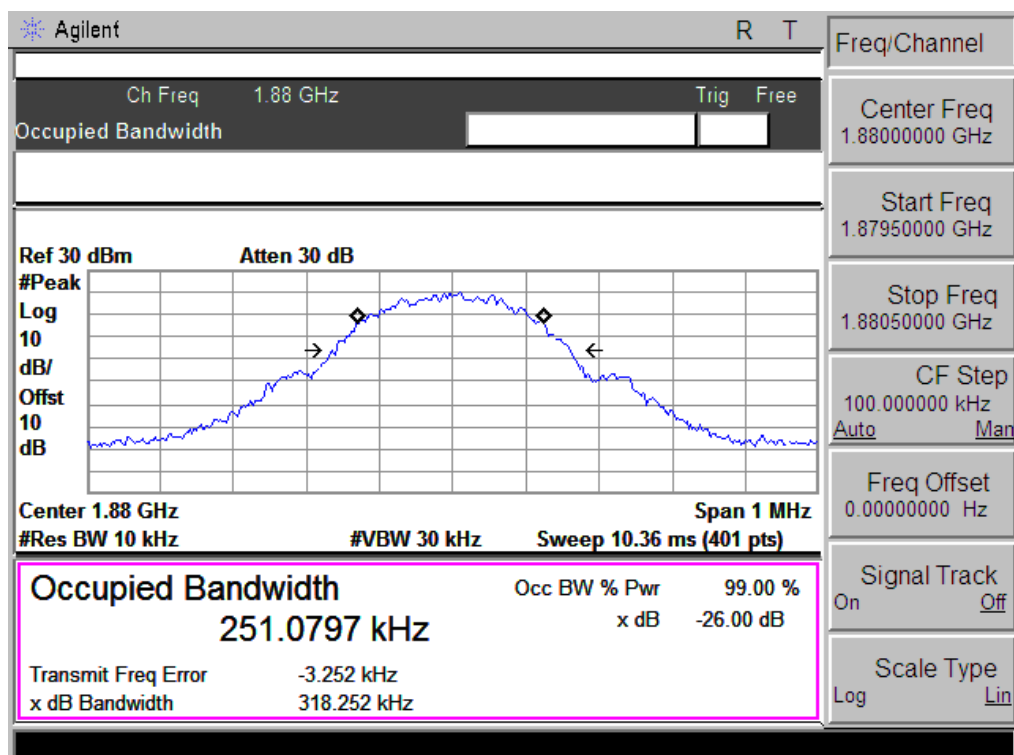 Agilent R T
Freq/Channel
Ch Freq 1.88 GHz Trig Free
Occupied Bandwidth
Center Freq
1.88000000 GHz
Start Freq
1.87950000 GHz
Stop Freq
1.88050000 GHz
CF Step
100.000000 kHz
Auto Man
Freq Offset
0.00000000 Hz
Signal Track
On Off
Scale Type
Log Lin
Ref 30 dBm Atten 30 dB
#Peak
Log
10
dB/
Offst
10
dB
Center 1.88 GHz Span 1 MHz
#Res BW 10 kHz #VBW 30 kHz Sweep 10.36 ms (401 pts)
Occupied Bandwidth Occ BW % Pwr 99.00 %
251.0797 kHz x dB -26.00 dB
Transmit Freq Error -3.252 kHz
x dB Bandwidth 318.252 kHz